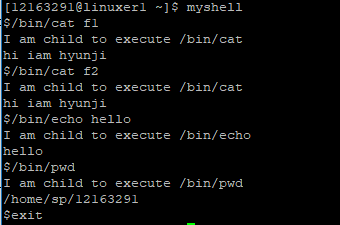 [12163291@linuxer1 ~]$ myshell
$/bin/cat f1
I am child to execute /bin/cat
hi iam hyunji
$/bin/cat f2
I am child to execute /bin/cat
hi iam hyunji
$/bin/echo hello
I am child to execute /bin/echo
hello
$/bin/pwd
I am child to execute /bin/pwd
/home/sp/12163291
$exit